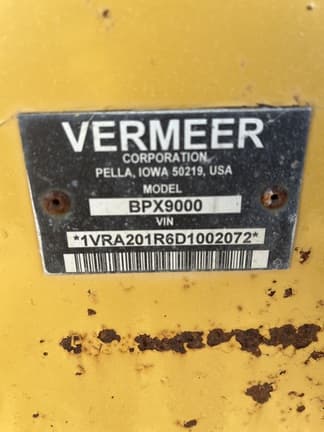 VERMEER
CORPORATION
PELLA, IOWA 50219, USA
MODEL
BPX9000
VIN
*1VRA201R6D1002072*